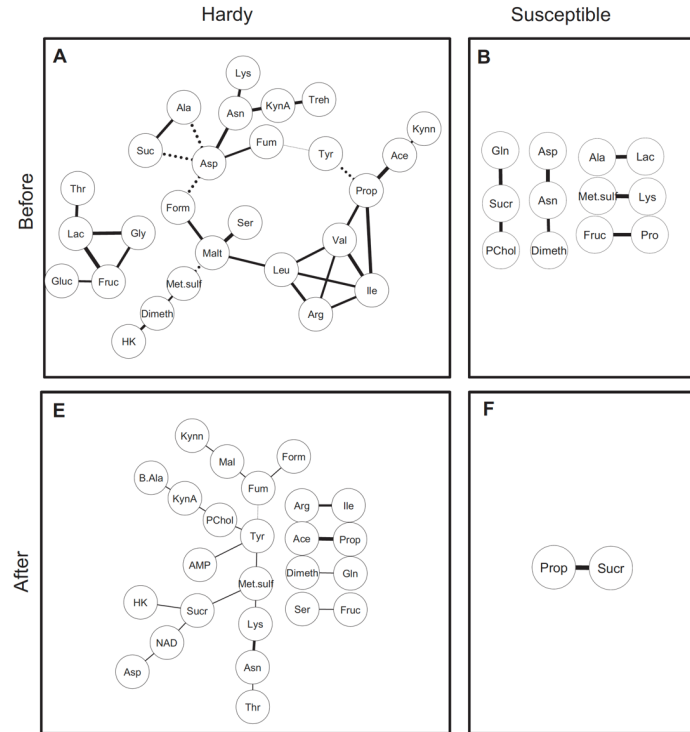 Hardy
Susceptible
Before
A
Lys
Ala
Asn
KynA
Treh
Kynn
Suc
Asp
Fum
Tyr
Ace
Thr
Prop
Form
Lac
Gly
Ser
Malt
Val
Gluc
Fruc
Met.sulf
Leu
Ile
Dimeth
Arg
HK
B
Gln
Asp
Ala
Lac
Sucr
Asn
Met.sulf
Lys
PChol
Dimeth
Fruc
Pro
After
E
Kynn
Mal
Form
B.Ala
KynA
Fum
PChol
Tyr
Arg
Ile
Ace
Prop
AMP
Met.sulf
Dimeth
Gln
HK
Sucr
Lys
Ser
Fruc
NAD
Asp
Asn
Thr
F
Prop
Sucr